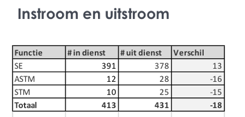 Instroom en uitstroom
Functie # in dienst # uit dienst Verschil
SE 391 378 13
ASTM 12 28 -16
STM 10 25 -15
Totaal 413 431 -18